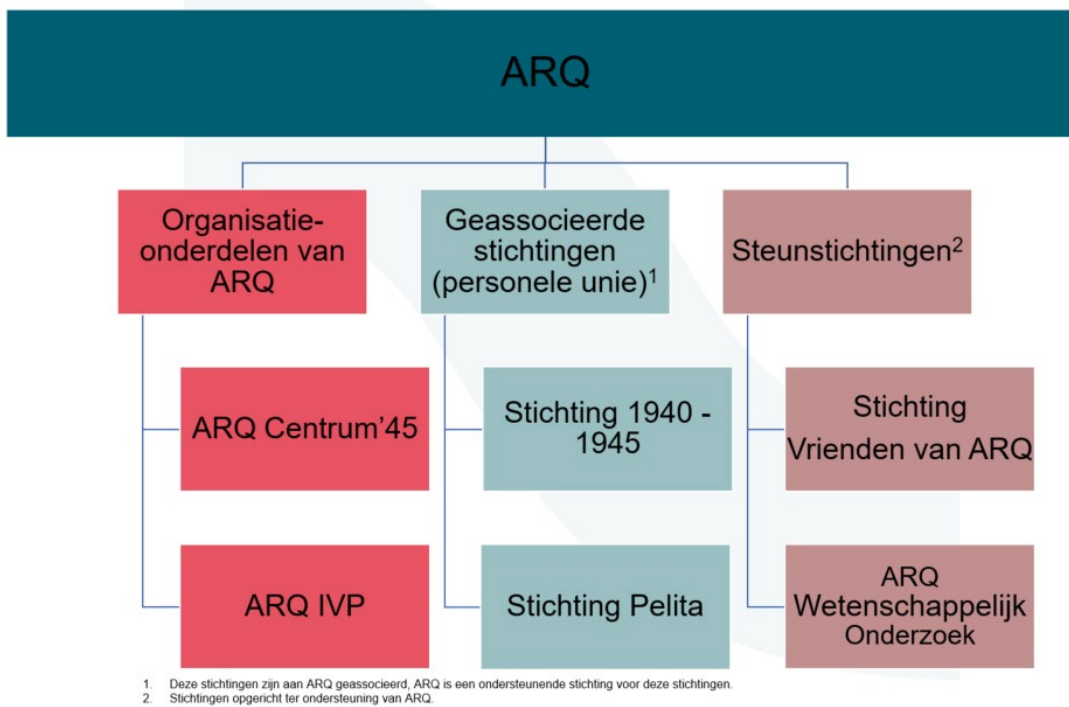 ARQ
Organisatie-
onderdelen van
ARQ
Geassocieerde
stichtingen
(personele unie)1
Steunstichtingen2
ARQ Centrum’45
Stichting 1940 -
1945
Stichting
Vrienden van ARQ
ARQ IVP
Stichting Pelita
ARQ
Wetenschappelijk
Onderzoek
1. Deze stichtingen zijn aan ARQ geassocieerd, ARQ is een ondersteunende stichting voor deze stichtingen.
2. Stichtingen opgericht ter ondersteuning van ARQ.